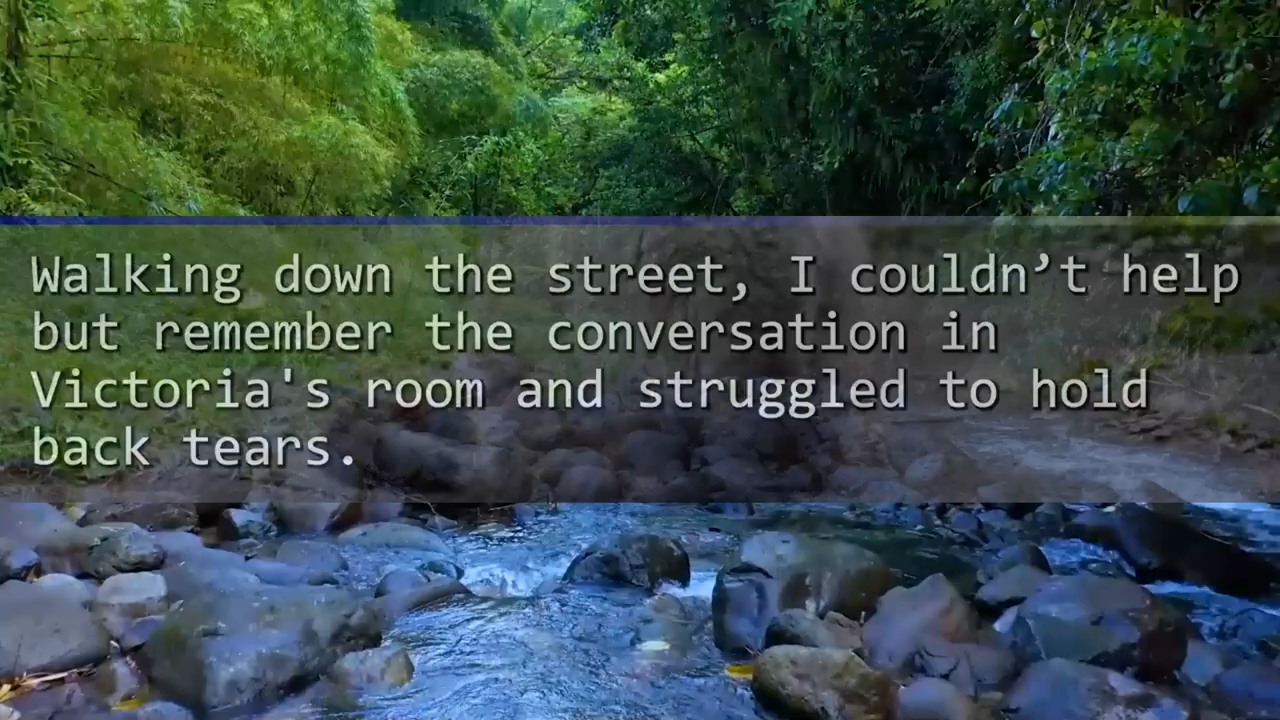 Walking down the street, I couldn’t help
but remember the conversation in
Victoria's room and struggled to hold
back tears.